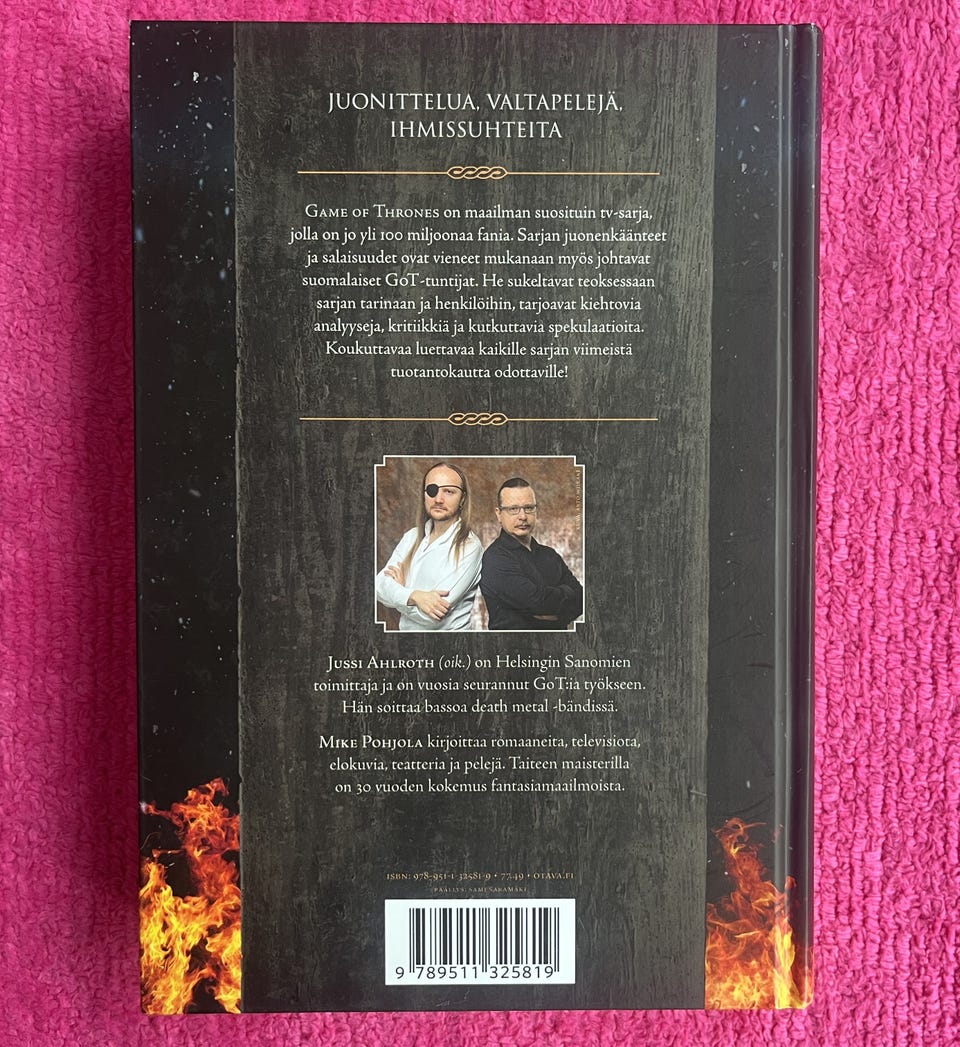 JUONITTELUA, VALTAPELEJÄ,
IHMISSUHTEITA
GAME OF THRONES on maailman suosituin tv-sarja,
jolla on jo yli 100 miljoonaa fania. Sarjan juonenkäänteet
ja salaisuudet ovat vieneet mukanaan myös johtavat
suomalaiset GoT-tuntijat. He sukeltavat teoksessaan
sarjan tarinaan ja henkilöihin, tarjoavat kiehtovia
analyyseja, kritiikkiä ja kutkuttavia spekulaatioita.
Koukuttavaa luettavaa kaikille sarjan viimeistä
tuotantokautta odottaville!
JUSSI AHLROTH (oik.) on Helsingin Sanomien
toimittaja ja on vuosia seurannut GoT:ia työkseen.
Hän soittaa bassoa death metal -bändissä.
MIKE POHJOLA kirjoittaa romaaneita, televisiota,
elokuvia, teatteria ja pelejä. Taiteen maisterilla
on 30 vuoden kokemus fantasiamaailmoista.
ISBN: 978-951-1-32581-9 • 77.49 • OTAVA.FI
PÄÄLLYS: SAMI SARAMÄKI
9 789511 325819